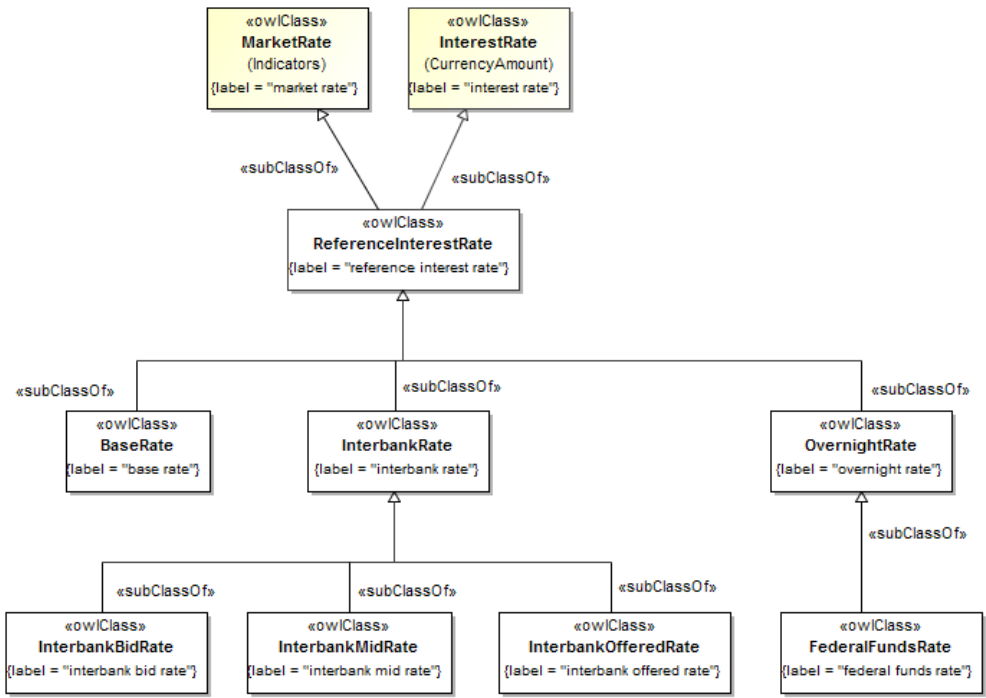 «owlClass»
MarketRate
(Indicators)
{label = "market rate"}
«owlClass»
InterestRate
(CurrencyAmount)
{label = "interest rate"}
«subClassOf»
«subClassOf»
«owlClass»
ReferenceInterestRate
{label = "reference interest rate"}
«subClassOf»
«subClassOf»
«subClassOf»
«owlClass»
BaseRate
{label = "base rate"}
«owlClass»
InterbankRate
{label = "interbank rate"}
«owlClass»
OvernightRate
{label = "overnight rate"}
«subClassOf»
«subClassOf»
«subClassOf»
«subClassOf»
«owlClass»
InterbankBidRate
{label = "interbank bid rate"}
«owlClass»
InterbankMidRate
{label = "interbank mid rate"}
«owlClass»
InterbankOfferedRate
{label = "interbank offered rate"}
«owlClass»
FederalFundsRate
{label = "federal funds rate"}